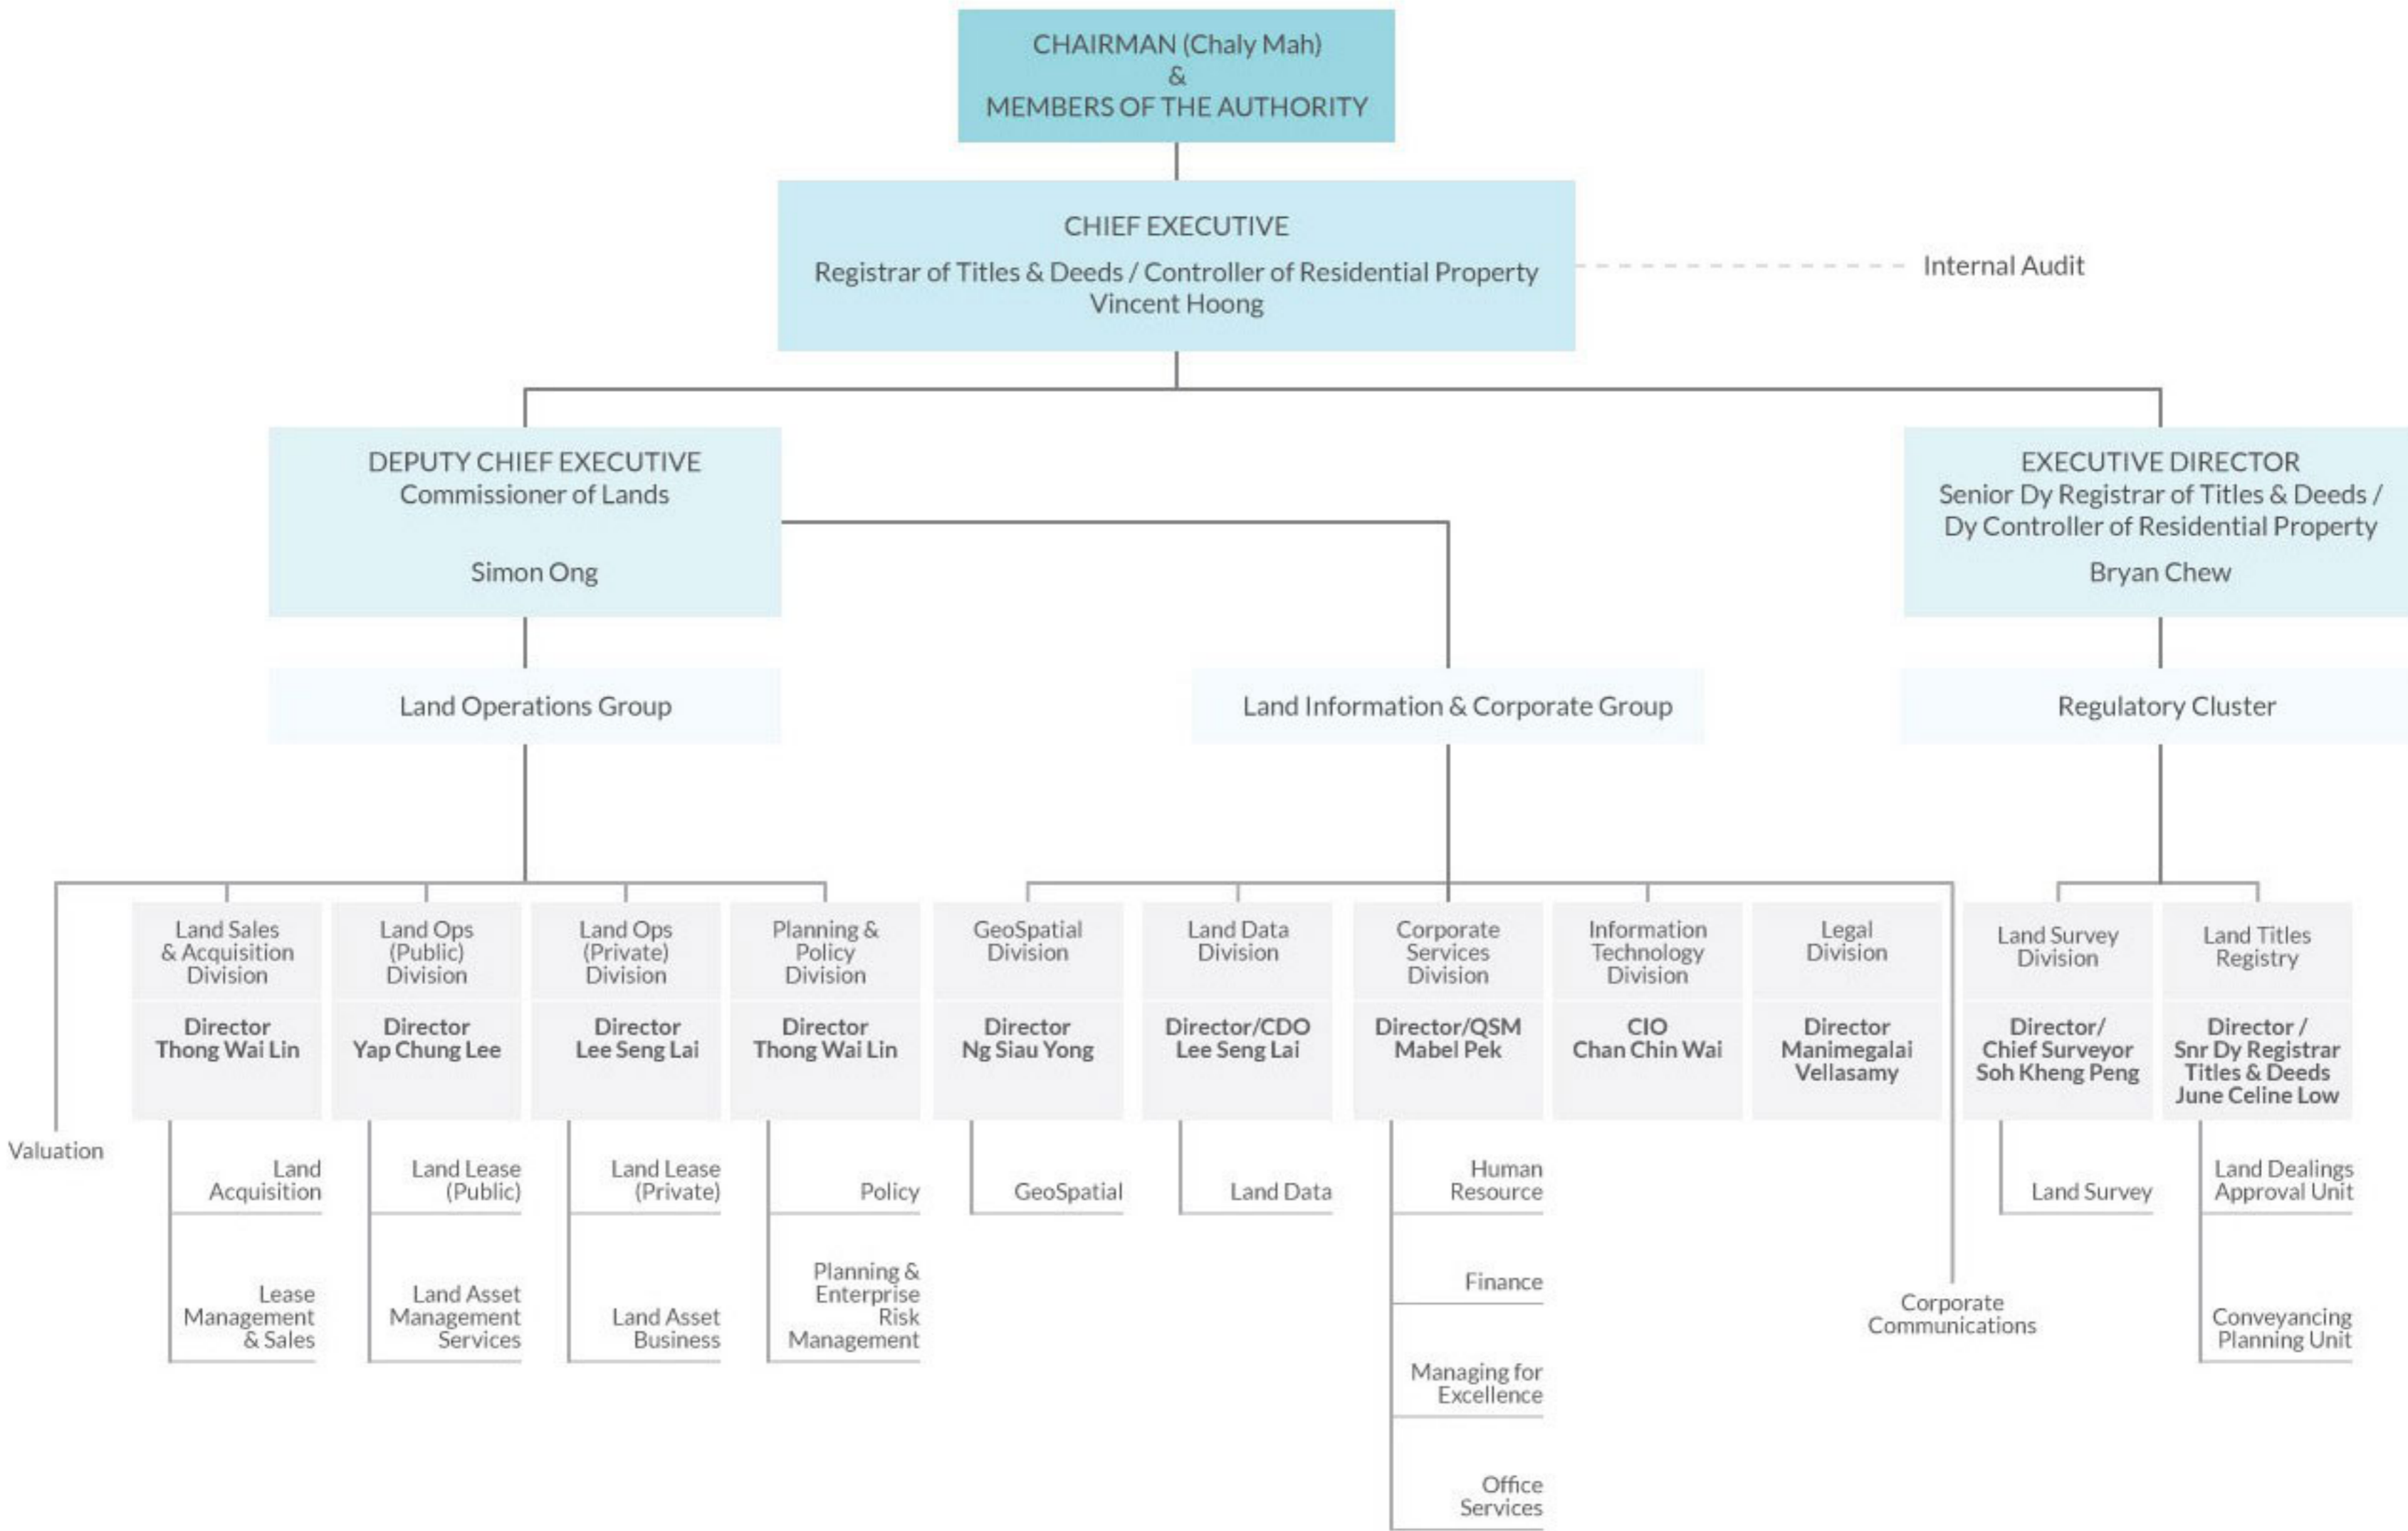 CHAIRMAN (Chaly Mah)
&
MEMBERS OF THE AUTHORITY
CHIEF EXECUTIVE
Registrar of Titles & Deeds / Controller of Residential Property
Vincent Hoong
Internal Audit
DEPUTY CHIEF EXECUTIVE
Commissioner of Lands
Simon Ong
EXECUTIVE DIRECTOR
Senior Dy Registrar of Titles & Deeds /
Dy Controller of Residential Property
Bryan Chew
Land Operations Group
Land Information & Corporate Group
Regulatory Cluster
Valuation
Land Sales
& Acquisition
Division
Director
Thong Wai Lin
Land
Acquisition
Lease
Management
& Sales
Land Ops
(Public)
Division
Director
Yap Chung Lee
Land Lease
(Public)
Land Asset
Management
Services
Land Ops
(Private)
Division
Director
Lee Seng Lai
Land Lease
(Private)
Land Asset
Business
Planning &
Policy
Division
Director
Thong Wai Lin
Policy
Planning &
Enterprise
Risk
Management
GeoSpatial
Division
Director
Ng Siau Yong
GeoSpatial
Land Data
Division
Director/CDO
Lee Seng Lai
Land Data
Corporate
Services
Division
Director/QSM
Mabel Pek
Human
Resource
Finance
Managing for
Excellence
Office
Services
Information
Technology
Division
CIO
Chan Chin Wai
Legal
Division
Director
Manimegalai
Vellasamy
Corporate
Communications
Land Survey
Division
Director/
Chief Surveyor
Soh Kheng Peng
Land Survey
Land Titles
Registry
Director /
Snr Dy Registrar
Titles & Deeds
June Celine Low
Land Dealings
Approval Unit
Conveyancing
Planning Unit